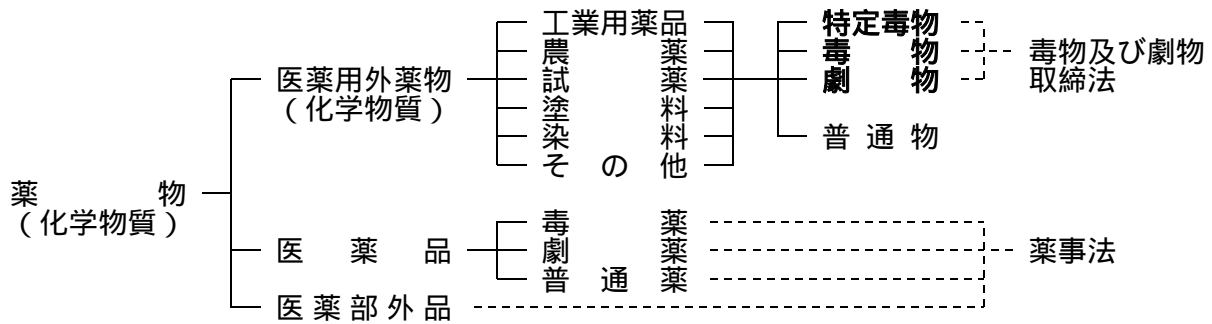 工業用薬品
農薬
試薬
塗料
染料
その他
特定毒物
毒物
劇物
普通物
毒物及び劇物
取締法
医薬用外薬物
(化学物質)
薬物
(化学物質)
医薬品
毒薬
劇薬
普通薬
薬事法
医薬部外品